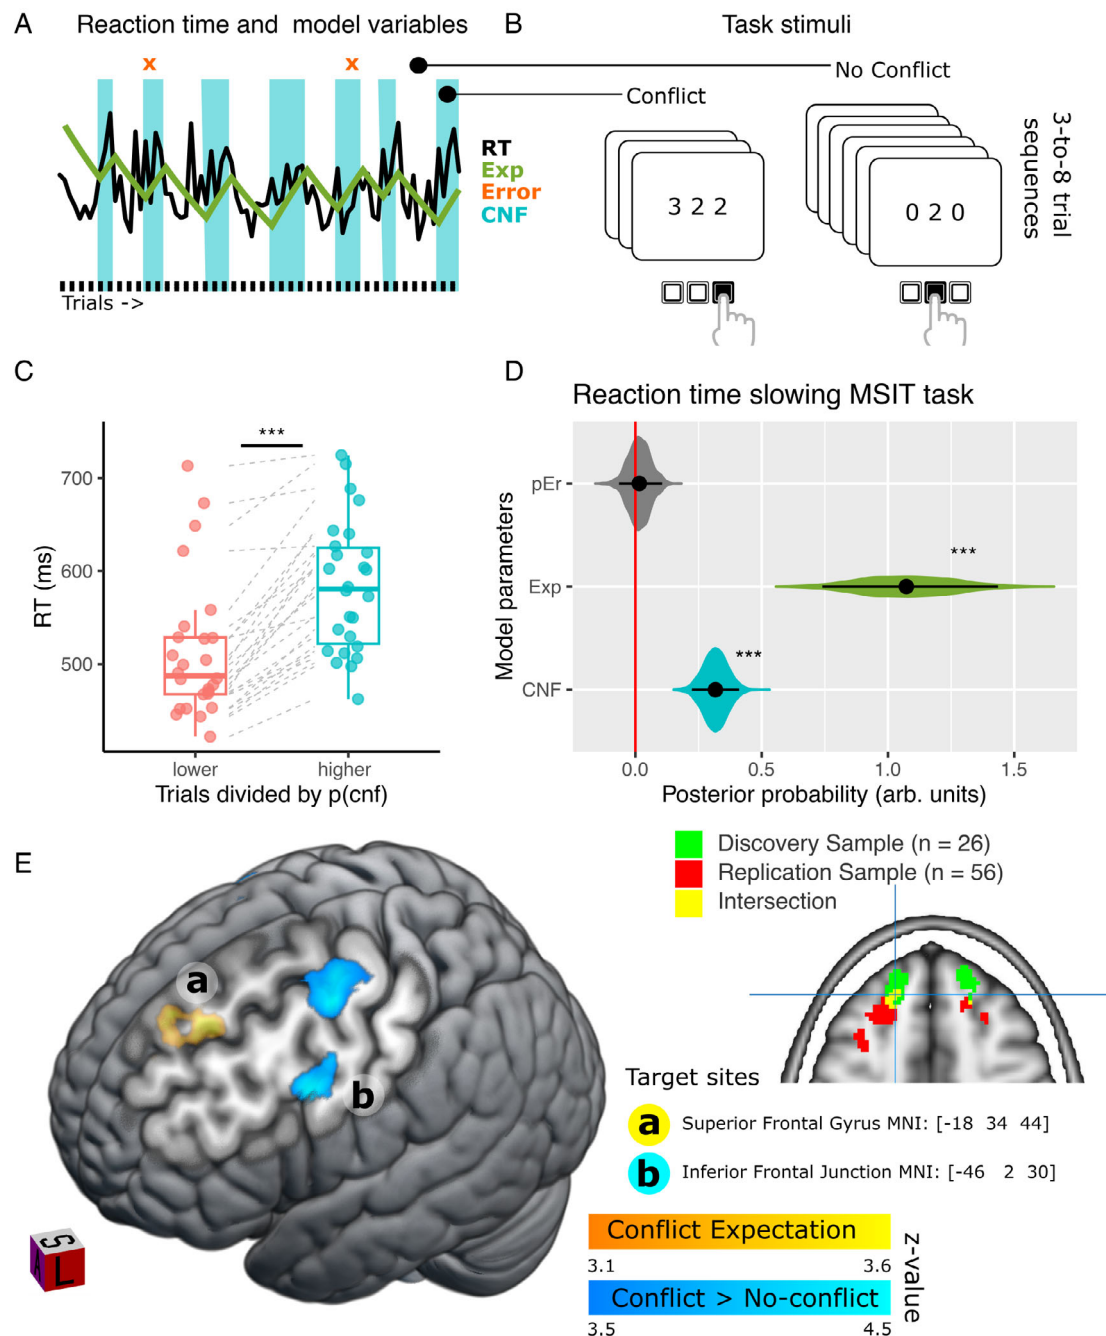 A Reaction time and model variables
x x
RT
Exp
Error
CNF
Trials ->
B Task stimuli
No Conflict
Conflict
3 2 2
0 2 0
3-to-8 trial
sequences
C
***
700
600
500
RT (ms)
lower higher
Trials divided by p(cnf)
D
Reaction time slowing MSIT task
Model parameters
pEr
Exp
CNF
***
***
0.0 0.5 1.0 1.5
Posterior probability (arb. units)
E
a
b
S
A
L
Discovery Sample (n = 26)
Replication Sample (n = 56)
Intersection
Target sites
a Superior Frontal Gyrus MNI: [-18 34 44]
b Inferior Frontal Junction MNI: [-46 2 30]
Conflict Expectation
3.1 3.6
Conflict > No-conflict
3.5 4.5
z-value